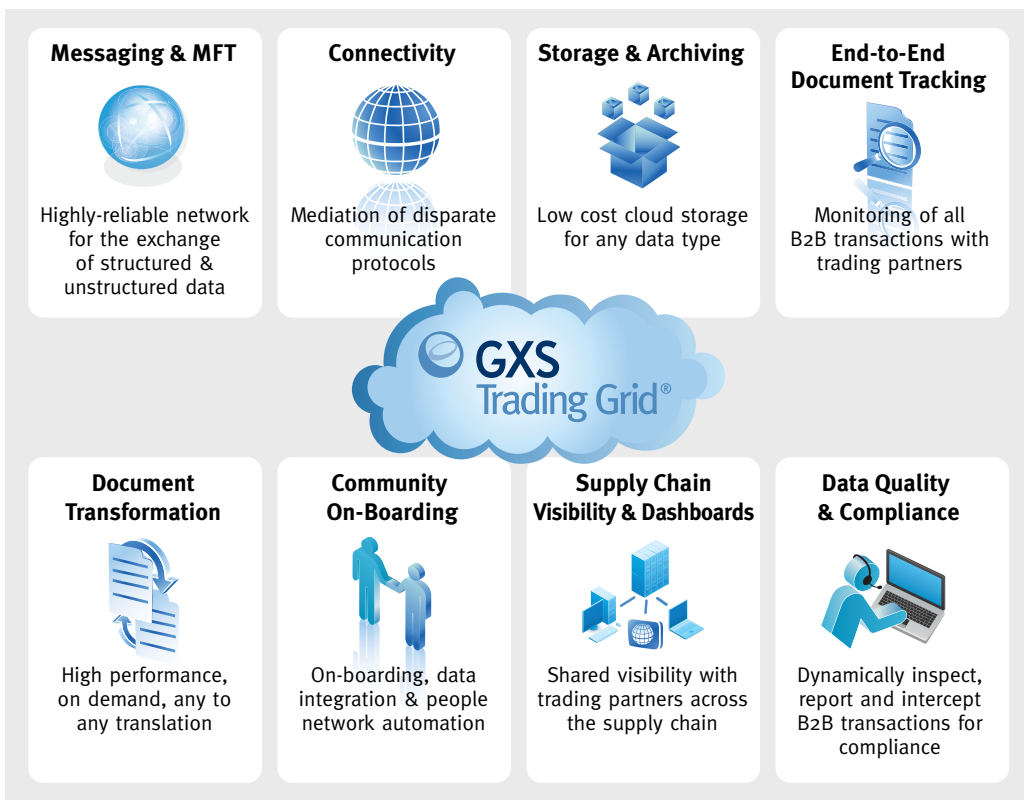 Messaging & MFT
Highly-reliable network
for the exchange
of structured &
unstructured data
Connectivity
Mediation of disparate
communication
protocols
Storage & Archiving
Low cost cloud storage
for any data type
End-to-End
Document Tracking
Monitoring of all
B2B transactions with
trading partners
GXS
Trading Grid®
Document
Transformation
High performance,
on demand, any to
any translation
Community
On-Boarding
On-boarding, data
integration & people
network automation
Supply Chain
Visibility & Dashboards
Shared visibility with
trading partners across
the supply chain
Data Quality
& Compliance
Dynamically inspect,
report and intercept
B2B transactions for
compliance